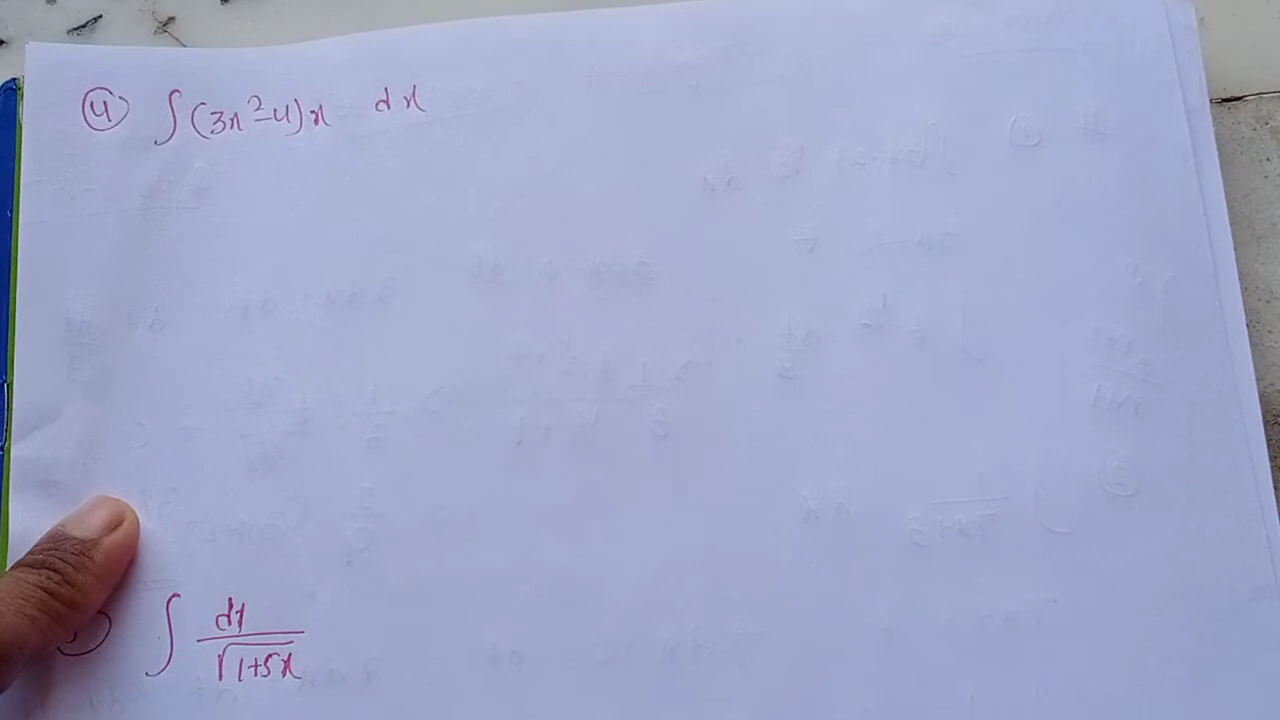 ④ ∫(3x²-4)x dx
∫ dx / √1+5x